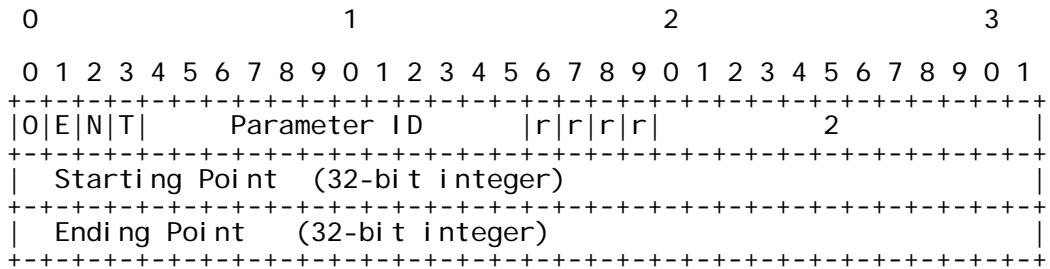 0                   1                   2                   3
0 1 2 3 4 5 6 7 8 9 0 1 2 3 4 5 6 7 8 9 0 1 2 3 4 5 6 7 8 9 0 1
+-+-+-+-+-+-+-+-+-+-+-+-+-+-+-+-+-+-+-+-+-+-+-+-+-+-+-+-+-+-+-+-+
|0|E|N|T|     Parameter ID      |r|r|r|r|          2            |
+-+-+-+-+-+-+-+-+-+-+-+-+-+-+-+-+-+-+-+-+-+-+-+-+-+-+-+-+-+-+-+-+
|  Starting Point  (32-bit integer)                             |
+-+-+-+-+-+-+-+-+-+-+-+-+-+-+-+-+-+-+-+-+-+-+-+-+-+-+-+-+-+-+-+-+
|  Ending Point   (32-bit integer)                              |
+-+-+-+-+-+-+-+-+-+-+-+-+-+-+-+-+-+-+-+-+-+-+-+-+-+-+-+-+-+-+-+-+